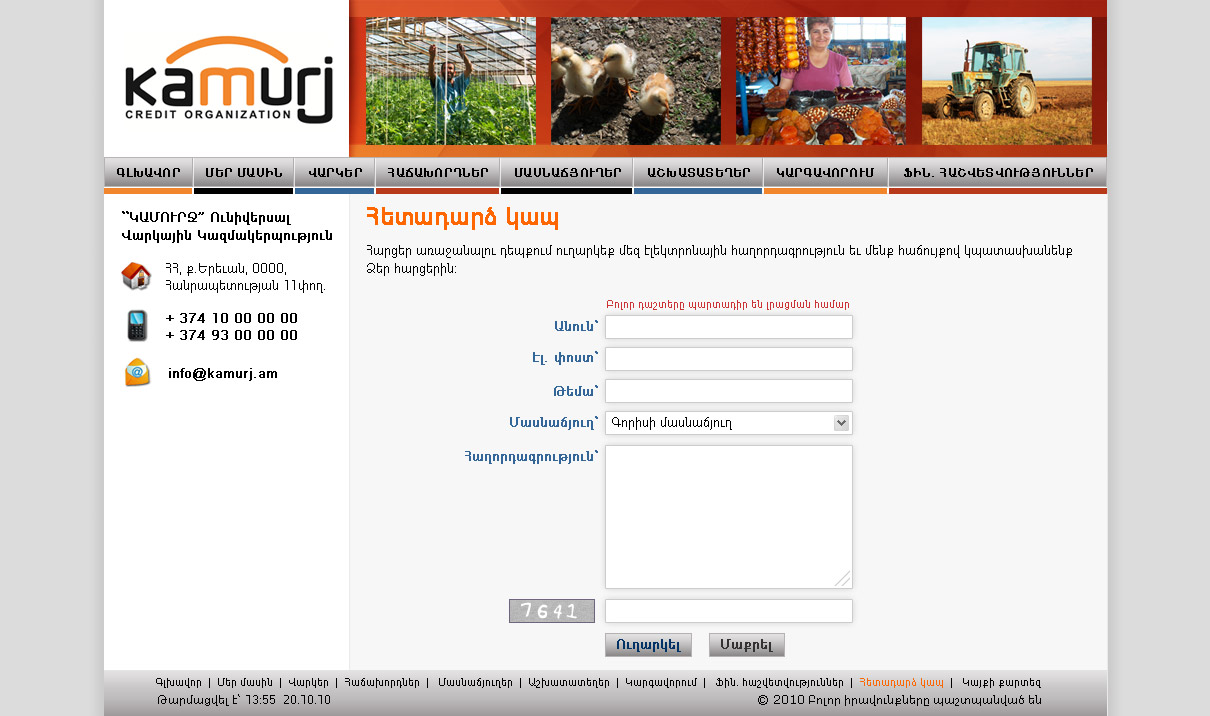 kamurj
CREDIT ORGANIZATION
ԳԼԽԱՎՈՐ ՄԵՐ ՄԱՍԻՆ ՎԱՐԿԵՐ ՀԱՃԱԽՈՐԴՆԵՐ ՄԱՍՆԱՃՅՈՒՂԵՐ ԱՇԽԱՏԱՏԵՂԵՐ ԿԱՐԳԱՎՈՐՈՒՄ ՖԻՆ. ՀԱՇՎԵՏՎՈՒԹՅՈՒՆՆԵՐ
“ԿԱՄՈՒՐՋ” Ունիվերսալ
Վարկային Կազմակերպություն
ՀՀ, ք.Երեւան, 0000,
Հանրապետության 11փող.
+ 374 10 00 00 00
+ 374 93 00 00 00
info@kamurj.am
Հետադարձ կապ
Հարցեր առաջանալու դեպքում ուղարկեք մեզ էլեկտրոնային հաղորդագրություն եւ մենք հաճույքով կպատասխանենք
Ձեր հարցերին:
Բոլոր դաշտերը պարտադիր են լրացման համար
Անուն՝
Էլ. փոստ՝
Թեմա՝
Մասնաճյուղ՝ Գորիսի մասնաճյուղ
Հաղորդագրություն՝
7641
Ուղարկել Մաքրել
Գլխավոր | Մեր մասին | Վարկեր | Հաճախորդներ | Մասնաճյուղեր | Աշխատատեղեր | Կարգավորում | Ֆին. հաշվետվություններ | Հետադարձ կապ | Կայքի քարտեզ
Թարմացվել է՝ 13:55 20.10.10 © 2010 Բոլոր իրավունքները պաշտպանված են